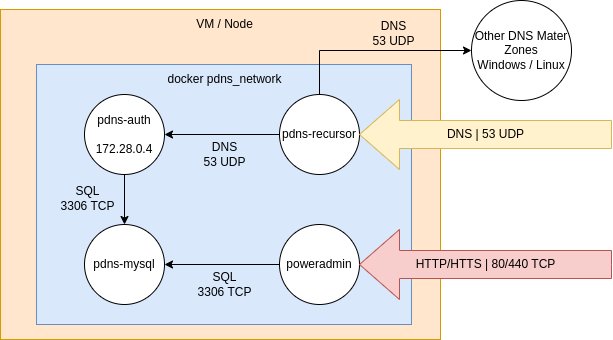 VM / Node
DNS
53 UDP
Other DNS Mater
Zones
Windows / Linux
docker pdns_network
pdns-auth
172.28.0.4
DNS
53 UDP
pdns-recursor
DNS | 53 UDP
SQL
3306 TCP
pdns-mysql
SQL
3306 TCP
poweradmin
HTTP/HTTS | 80/440 TCP